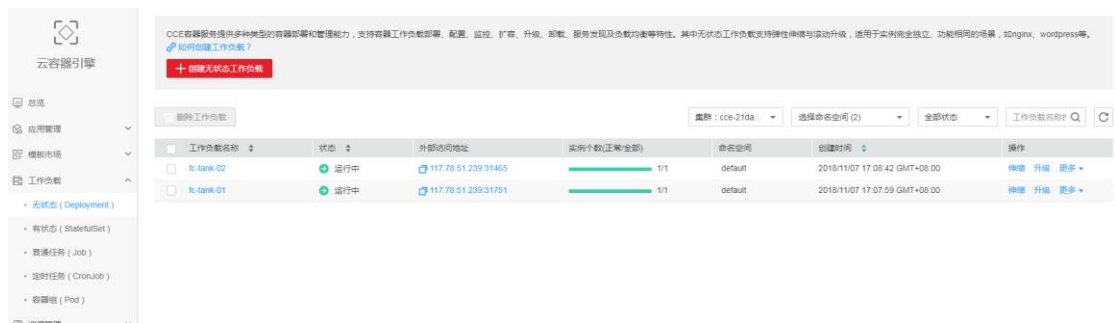 云容器引擎
总览
应用管理
模板市场
工作负载
无状态 ( Deployment )
有状态 ( StatefulSet )
普通任务 ( Job )
定时任务 ( CronJob )
容器组 ( Pod )
CCE容器服务提供多种类型的容器部署和管理能力，支持容器工作负载部署、配置、监控、扩容、升级、卸载、服务发现及负载均衡等特性。其中无状态工作负载支持弹性伸缩与滚动升级，适用于实例完全独立、功能相同的场景，如nginx、wordpress等。
如何创建工作负载？
+ 创建无状态工作负载
删除工作负载 集群：cce-21da... 选择命名空间 (2) 全部状态 工作负载名称
工作负载名称 状态 外部访问地址 实例个数(正常/全部) 命名空间 创建时间 操作
fc-tank-02 运行中 117.78.51.239:31465 1/1 default 2018/11/07 17:08:42 GMT+08:00 伸缩 升级 更多
fc-tank-01 运行中 117.78.51.239:31751 1/1 default 2018/11/07 17:07:59 GMT+08:00 伸缩 升级 更多